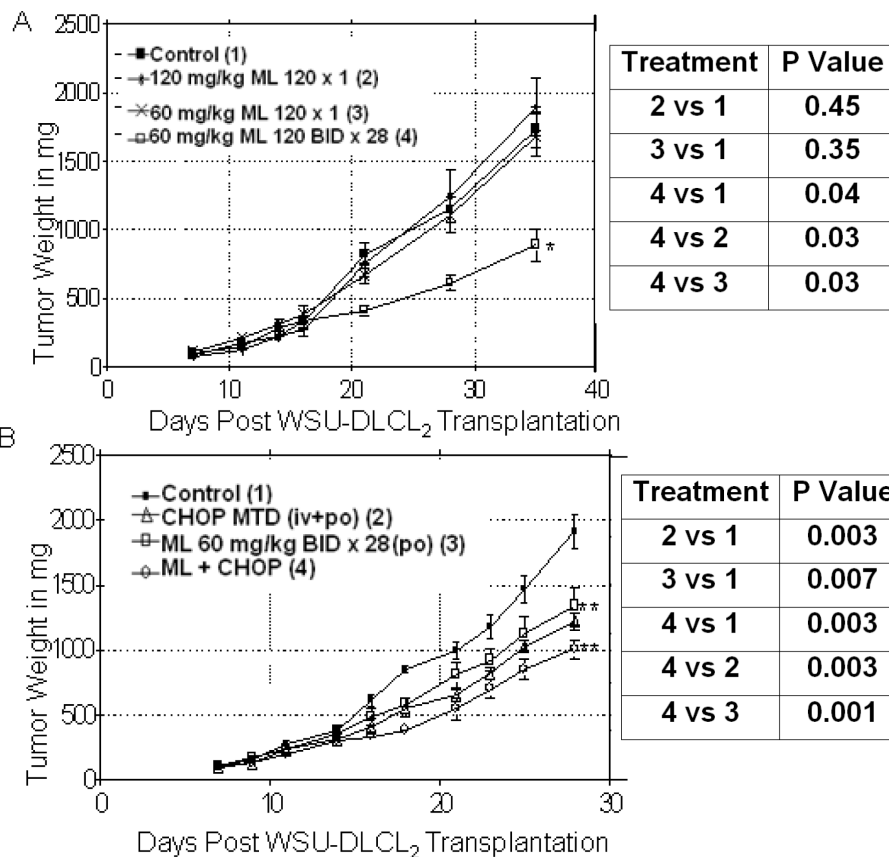 A
2500
2000
1500
1000
500
0
Tumor Weight in mg
Control (1)
120 mg/kg ML 120 x 1 (2)
60 mg/kg ML 120 x 1 (3)
60 mg/kg ML 120 BID x 28 (4)
*
0 10 20 30 40
Days Post WSU-DLCL2 Transplantation
Treatment P Value
2 vs 1 0.45
3 vs 1 0.35
4 vs 1 0.04
4 vs 2 0.03
4 vs 3 0.03
B
2500
2000
1500
1000
500
0
Tumor Weight in mg
Control (1)
CHOP MTD (iv+po) (2)
ML 60 mg/kg BID x 28(po) (3)
ML + CHOP (4)
**
**
0 10 20 30
Days Post WSU-DLCL2 Transplantation
Treatment P Value
2 vs 1 0.003
3 vs 1 0.007
4 vs 1 0.003
4 vs 2 0.003
4 vs 3 0.001